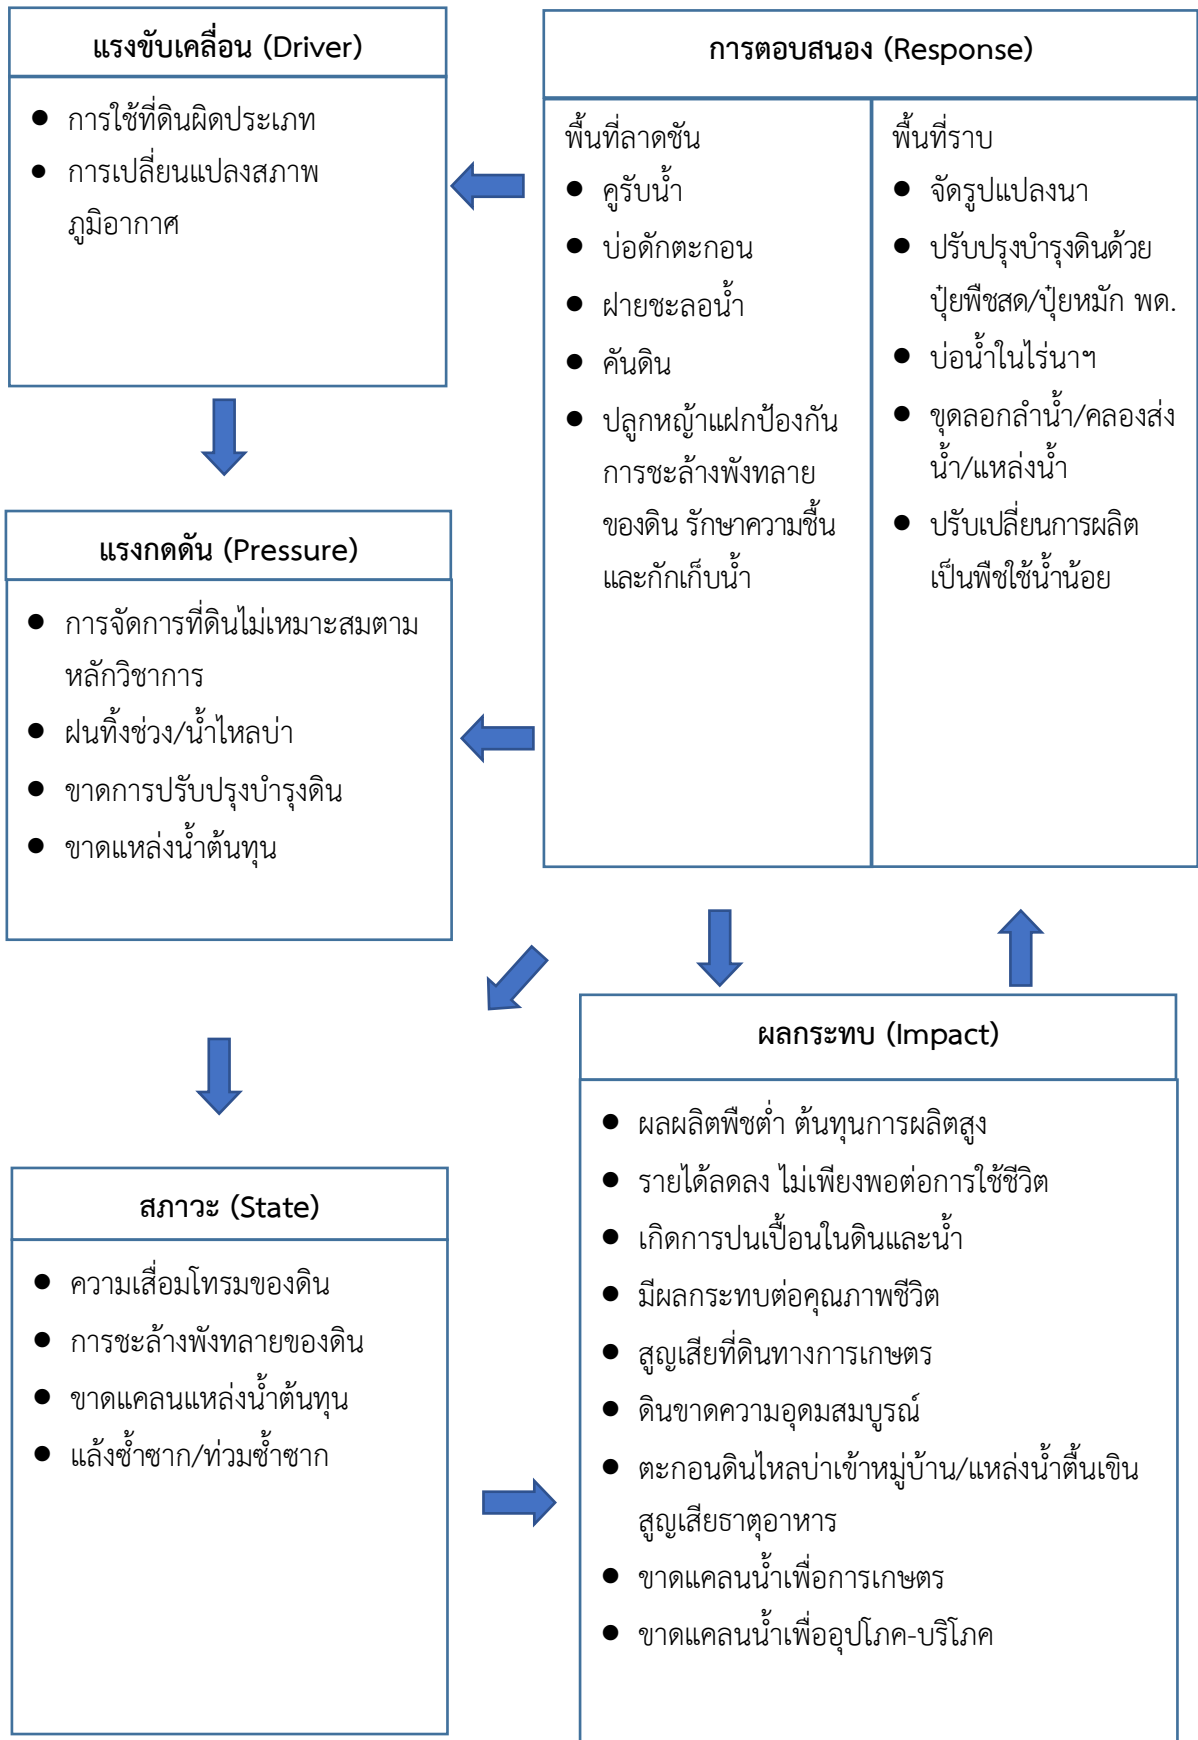 แรงขับเคลื่อน (Driver)
● การใช้ที่ดินผิดประเภท
● การเปลี่ยนแปลงสภาพ
ภูมิอากาศ
การตอบสนอง (Response)
พื้นที่ลาดชัน
● คูรับน้ำ
● บ่อดักตะกอน
● ฝายชะลอน้ำ
● คันดิน
● ปลูกหญ้าแฝกป้องกัน
การชะล้างพังทลาย
ของดิน รักษาความชื้น
และกักเก็บน้ำ
พื้นที่ราบ
● จัดรูปแปลงนา
● ปรับปรุงบำรุงดินด้วย
ปุ๋ยพืชสด/ปุ๋ยหมัก พด.
● บ่อน้ำในไร่นาฯ
● ขุดลอกลำน้ำ/คลองส่ง
น้ำ/แหล่งน้ำ
● ปรับเปลี่ยนการผลิต
เป็นพืชใช้น้ำน้อย
แรงกดดัน (Pressure)
● การจัดการที่ดินไม่เหมาะสมตาม
หลักวิชาการ
● ฝนทิ้งช่วง/น้ำไหลบ่า
● ขาดการปรับปรุงบำรุงดิน
● ขาดแหล่งน้ำต้นทุน
สภาวะ (State)
● ความเสื่อมโทรมของดิน
● การชะล้างพังทลายของดิน
● ขาดแคลนแหล่งน้ำต้นทุน
● แล้งซ้ำซาก/ท่วมซ้ำซาก
ผลกระทบ (Impact)
● ผลผลิตพืชต่ำ ต้นทุนการผลิตสูง
● รายได้ลดลง ไม่เพียงพอต่อการใช้ชีวิต
● เกิดการปนเปื้อนในดินและน้ำ
● มีผลกระทบต่อคุณภาพชีวิต
● สูญเสียที่ดินทางการเกษตร
● ดินขาดความอุดมสมบูรณ์
● ตะกอนดินไหลบ่าเข้าหมู่บ้าน/แหล่งน้ำตื้นเขิน
สูญเสียธาตุอาหาร
● ขาดแคลนน้ำเพื่อการเกษตร
● ขาดแคลนน้ำเพื่ออุปโภค-บริโภค